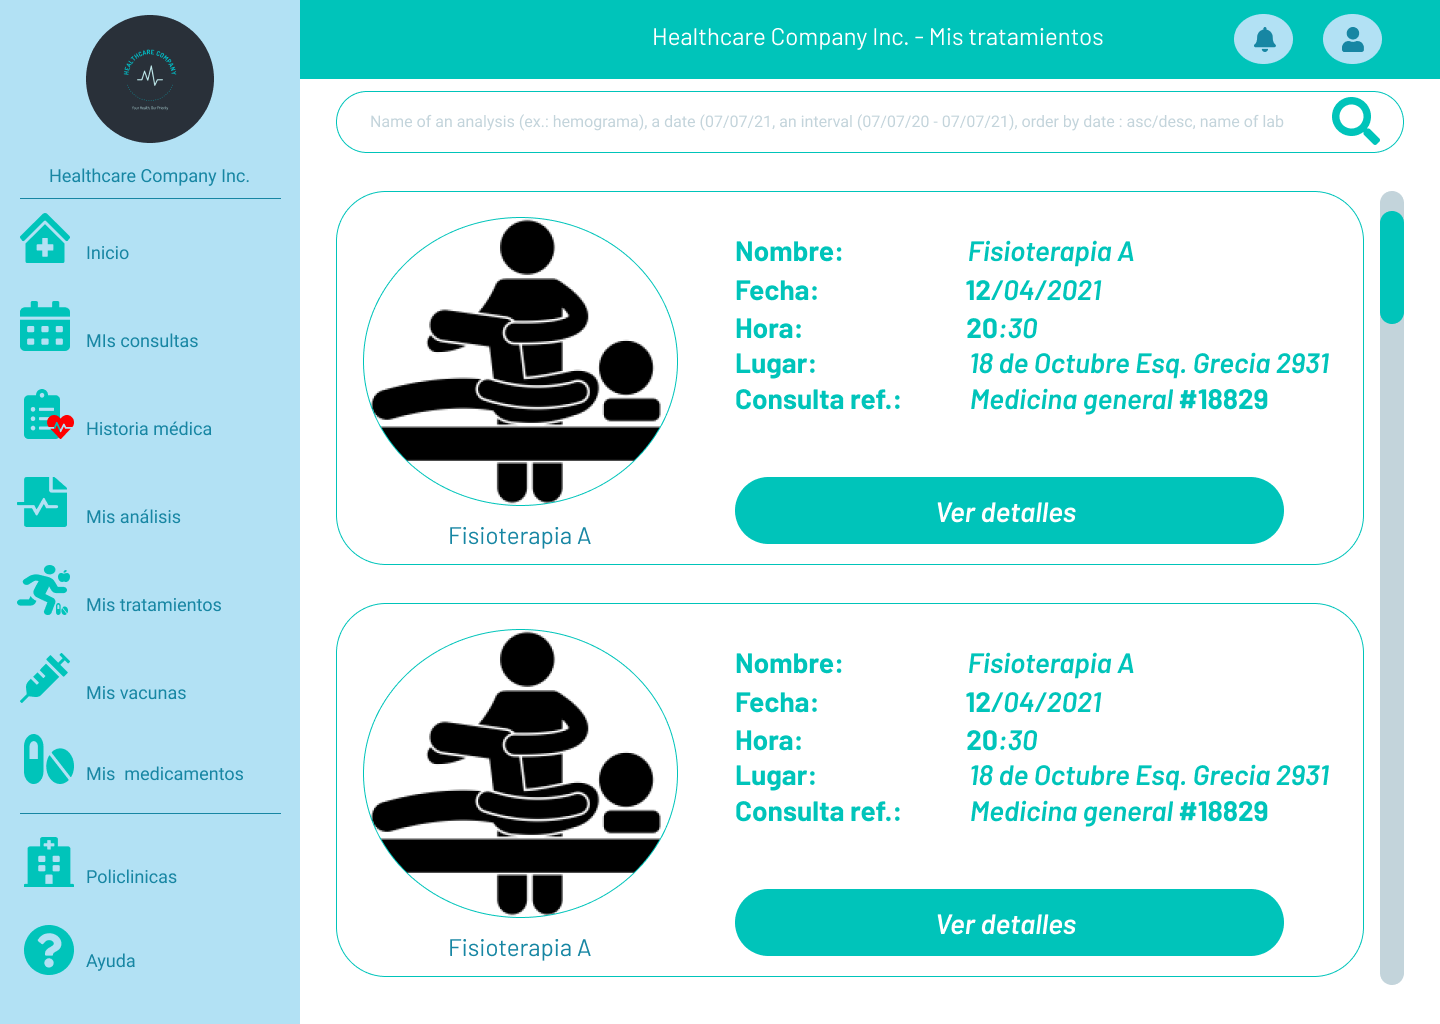 HEALTHCARE COMPANY
Your Health Our Priority
Healthcare Company Inc.
Inicio
MIs consultas
Historia médica
Mis análisis
Mis tratamientos
Mis vacunas
Mis medicamentos
Policlinicas
Ayuda
Healthcare Company Inc. - Mis tratamientos
Name of an analysis (ex.: hemograma), a date (07/07/21, an interval (07/07/20 - 07/07/21), order by date : asc/desc, name of lab
Fisioterapia A
Nombre: Fisioterapia A
Fecha: 12/04/2021
Hora: 20:30
Lugar: 18 de Octubre Esq. Grecia 2931
Consulta ref.: Medicina general #18829
Ver detalles
Fisioterapia A
Nombre: Fisioterapia A
Fecha: 12/04/2021
Hora: 20:30
Lugar: 18 de Octubre Esq. Grecia 2931
Consulta ref.: Medicina general #18829
Ver detalles